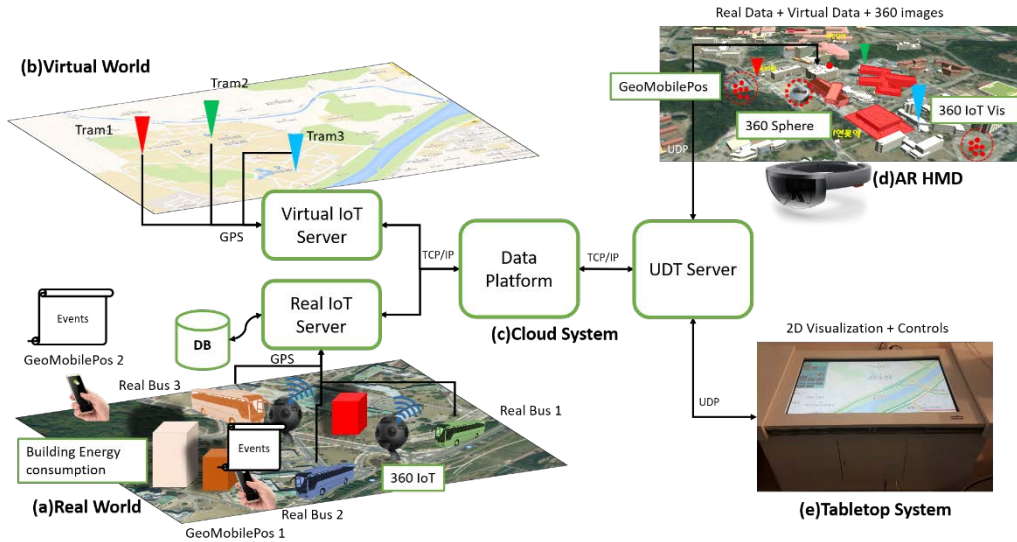 Real Data + Virtual Data + 360 images
(b)Virtual World
Tram2
Tram1
Tram3
GeoMobilePos
360 Sphere
360 IoT Vis
UDP
(d)AR HMD
Virtual IoT
Server
GPS
TCP/IP
Data
Platform
TCP/IP
UDT Server
Real IoT
Server
(c)Cloud System
DB
GPS
Events
GeoMobilePos 2
Real Bus 3
Real Bus 1
Building Energy
consumption
Events
360 IoT
(a)Real World
Real Bus 2
GeoMobilePos 1
2D Visualization + Controls
UDP
(e)Tabletop System